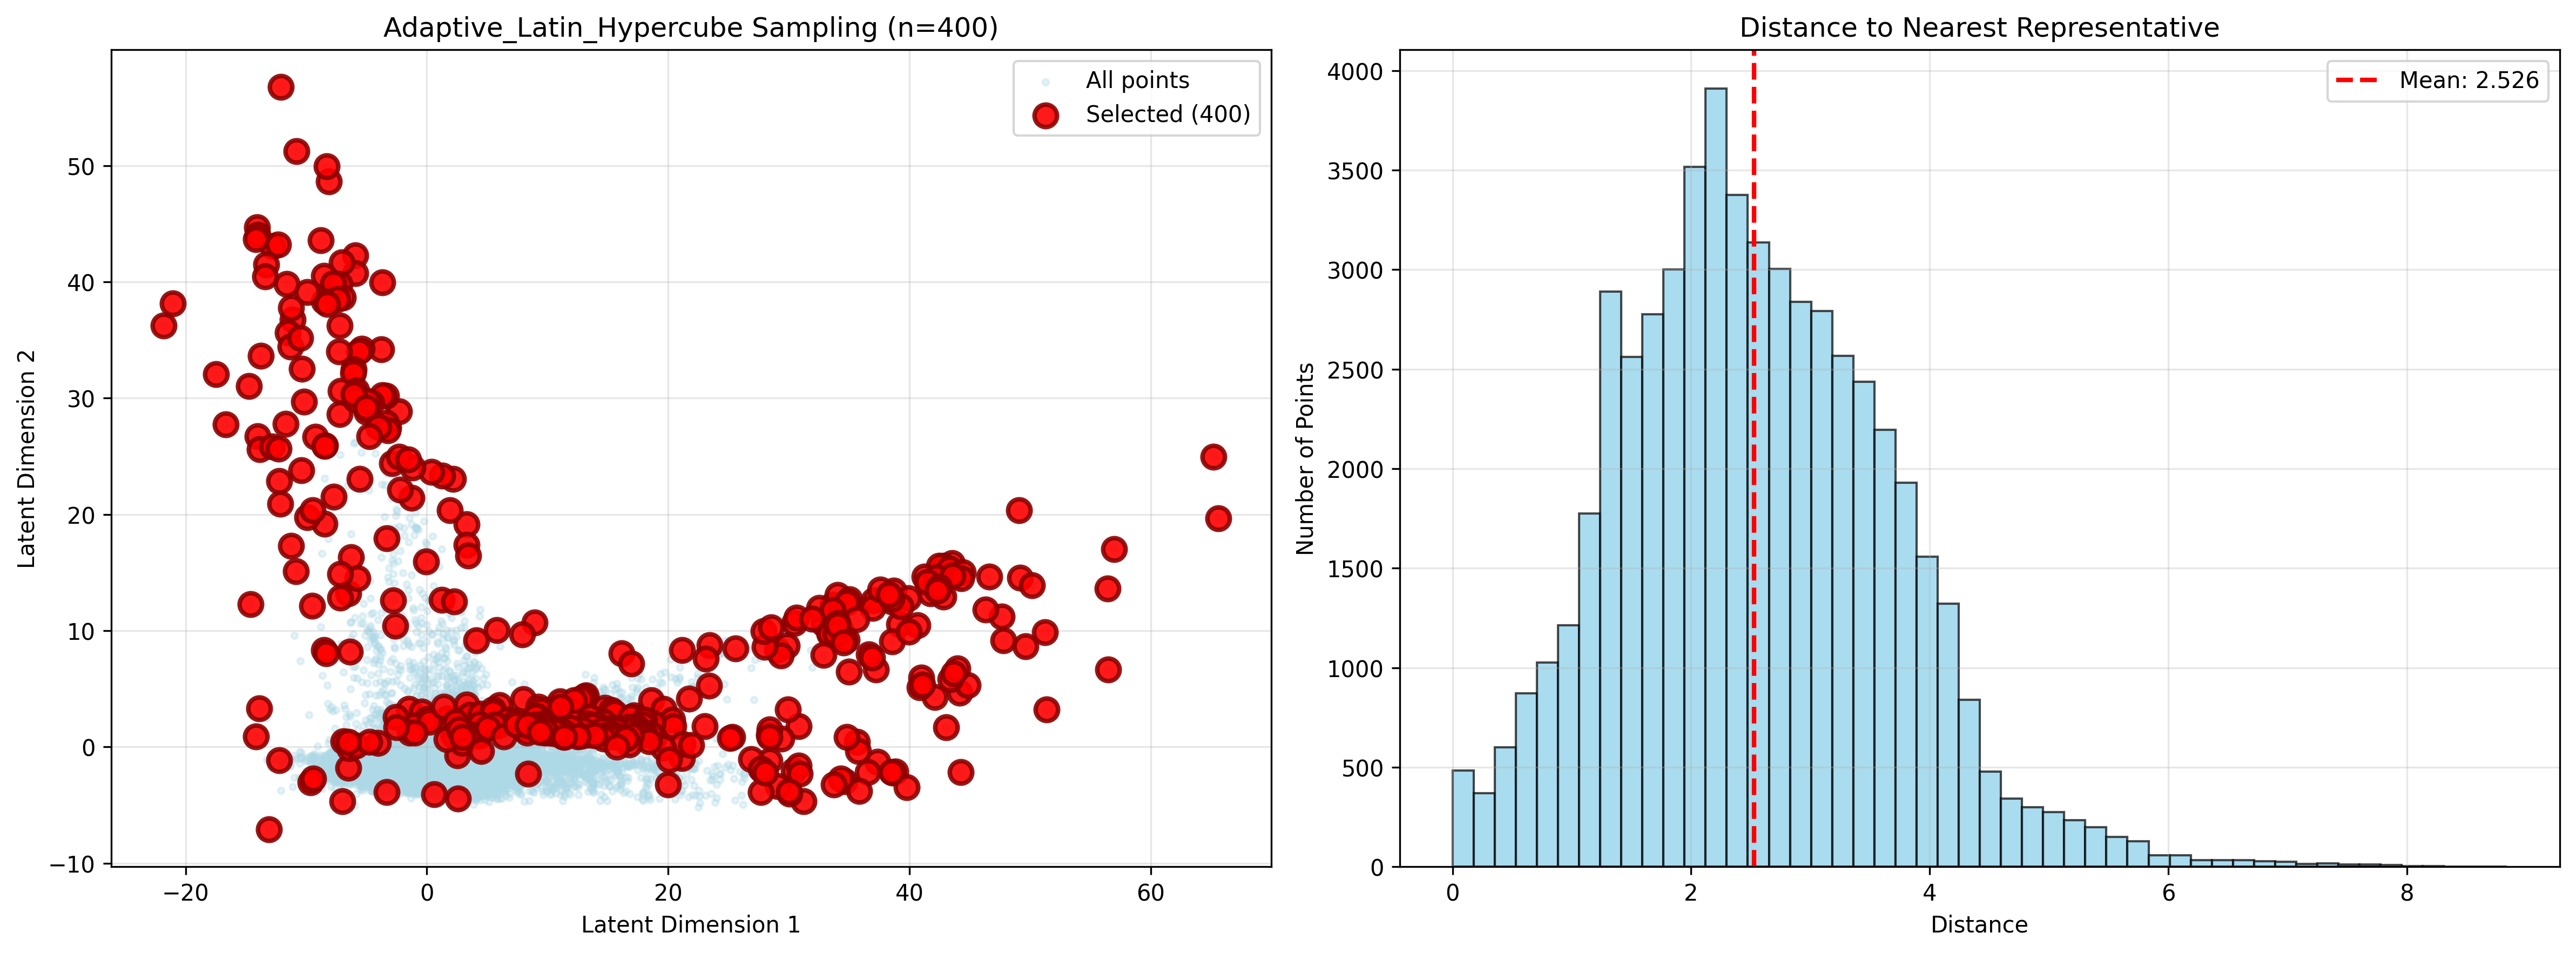 Adaptive_Latin_Hypercube Sampling (n=400)
All points
Selected (400)
50
40
30
20
10
0
−10
Latent Dimension 2
−20
0
20
40
60
Latent Dimension 1
Distance to Nearest Representative
Mean: 2.526
4000
3500
3000
2500
2000
1500
1000
500
0
Number of Points
0
2
4
6
8
Distance